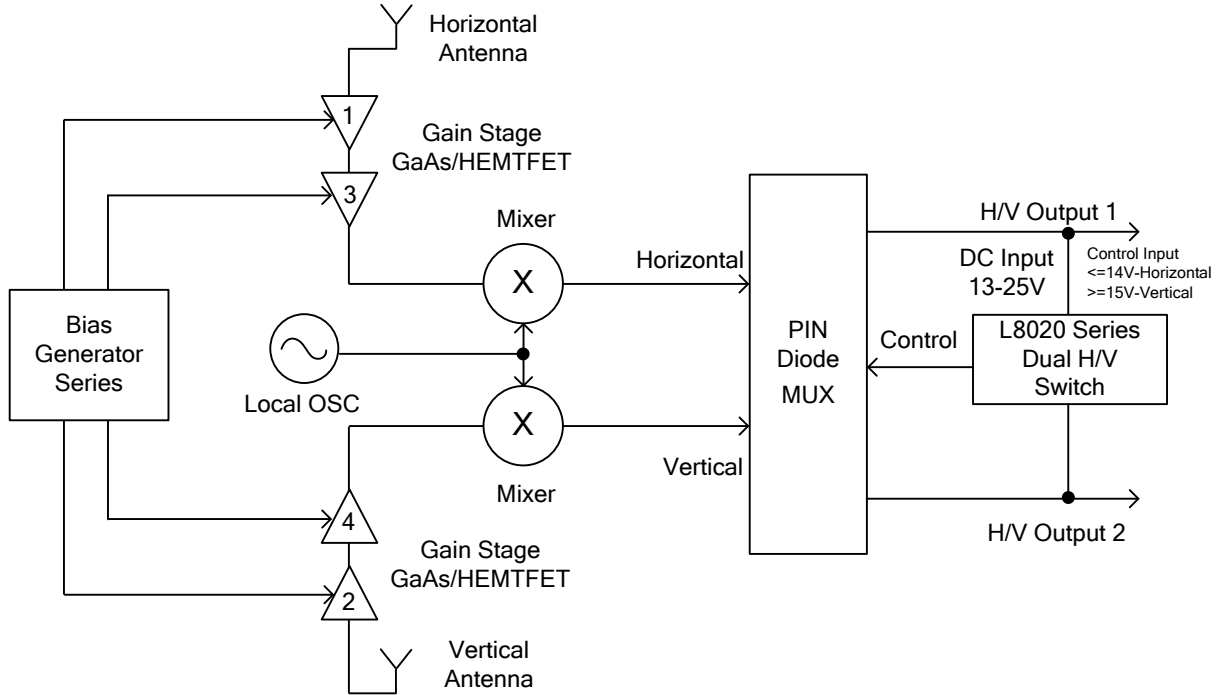 Horizontal
Antenna
1
Gain Stage
GaAs/HEMTFET
3
Mixer
X
Horizontal
H/V Output 1
DC Input
13-25V
Control Input
<=14V-Horizontal
>=15V-Vertical
Bias
Generator
Series
Local OSC
PIN
Diode
MUX
Control
L8020 Series
Dual H/V
Switch
X
Vertical
Mixer
4
Gain Stage
GaAs/HEMTFET
2
H/V Output 2
Vertical
Antenna